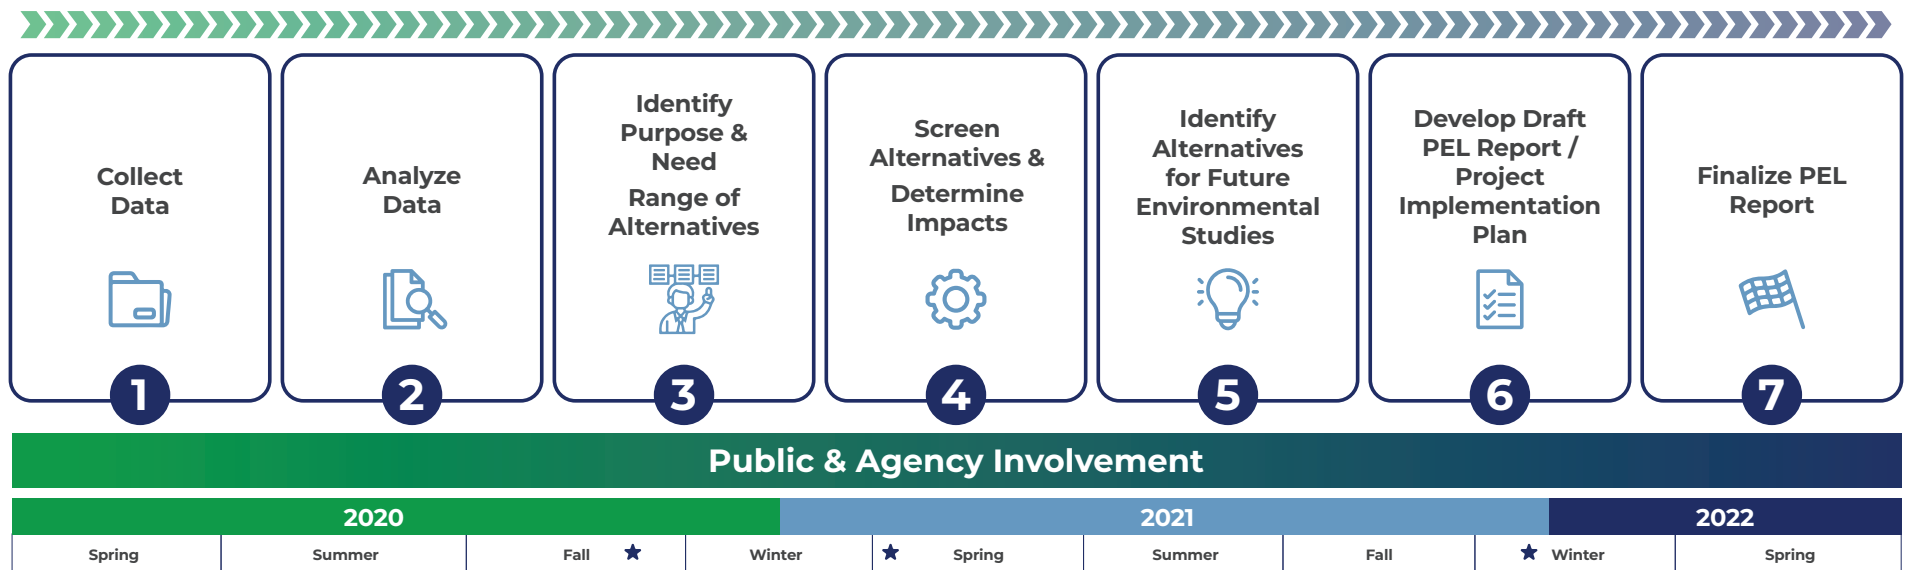 Collect
Data
1
Analyze
Data
2
Identify
Purpose &
Need
Range of
Alternatives
3
Screen
Alternatives &
Determine
Impacts
4
Identify
Alternatives
for Future
Environmental
Studies
5
Develop Draft
PEL Report /
Project
Implementation
Plan
6
Finalize PEL
Report
7
Public & Agency Involvement
2020 2021 2022
Spring Summer Fall Winter Spring Summer Fall Winter Spring